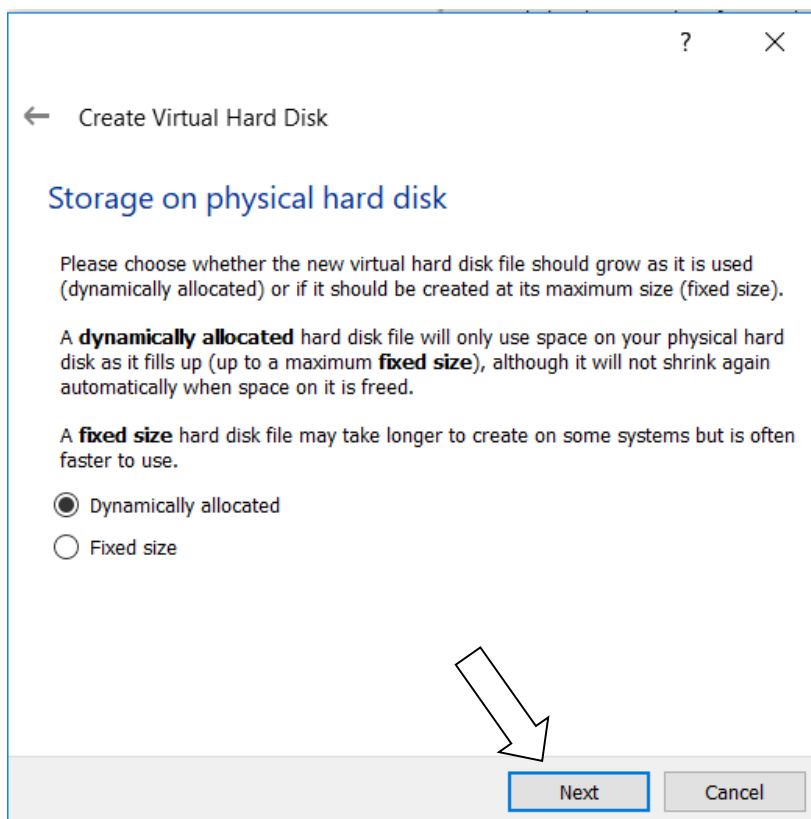 ?
Create Virtual Hard Disk
Storage on physical hard disk
Please choose whether the new virtual hard disk file should grow as it is used
(dynamically allocated) or if it should be created at its maximum size (fixed size).
A dynamically allocated hard disk file will only use space on your physical hard
disk as it fills up (up to a maximum fixed size), although it will not shrink again
automatically when space on it is freed.
A fixed size hard disk file may take longer to create on some systems but is often
faster to use.
Dynamically allocated
Fixed size
Next Cancel